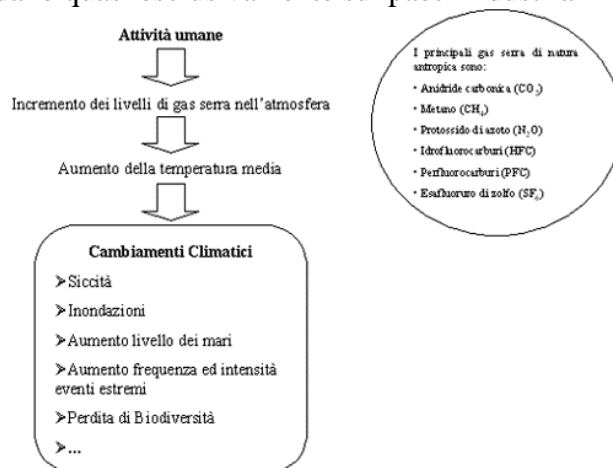 Attività umane
Incremento dei livelli di gas serra nell'atmosfera
Aumento della temperatura media
Cambiamenti Climatici
➢Siccità
➢Inondazioni
➢Aumento livello dei mari
➢Aumento frequenza ed intensità
eventi estremi
➢Perdita di Biodiversità
➢...
I principali gas serra di natura
antropica sono:
• Anidride carbonica (CO₂)
• Metano (CH₄)
• Protossido di azoto (N₂O)
• Idrofluorocarburi (HFC)
• Perfluorocarburi (PFC)
• Esafluoruro di zolfo (SF₆)